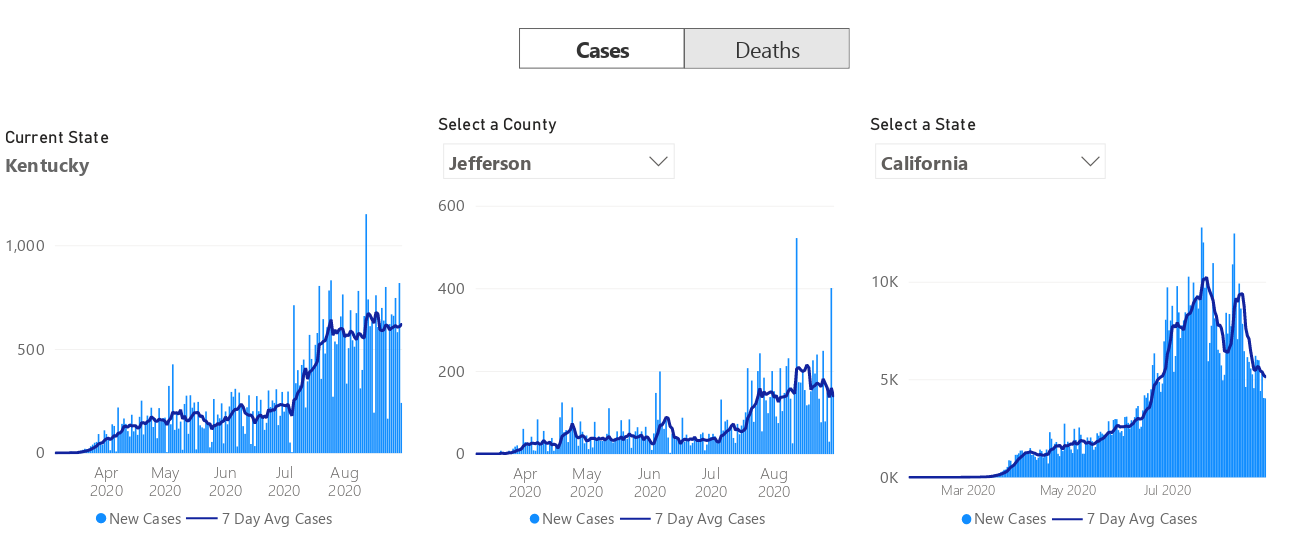 Cases
Deaths
Current State
Kentucky
1,000
500
0
Apr 2020
May 2020
Jun 2020
Jul 2020
Aug 2020
New Cases
7 Day Avg Cases
Select a County
Jefferson
600
400
200
0
Apr 2020
May 2020
Jun 2020
Jul 2020
Aug 2020
New Cases
7 Day Avg Cases
Select a State
California
10K
5K
0K
Mar 2020
May 2020
Jul 2020
New Cases
7 Day Avg Cases